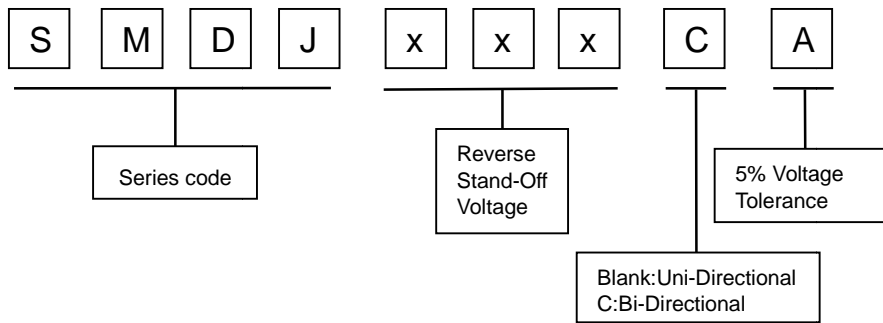 S M D J x x x C A
Series code
Reverse
Stand-Off
Voltage
5% Voltage
Tolerance
Blank:Uni-Directional
C:Bi-Directional